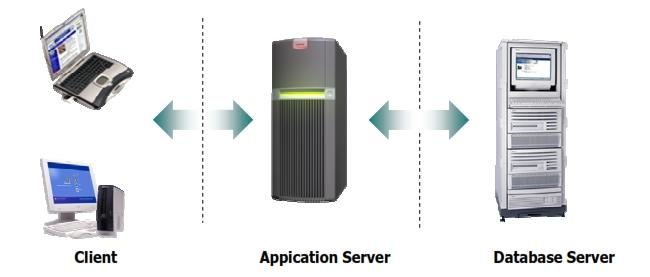 Client
Appication Server
Database Server